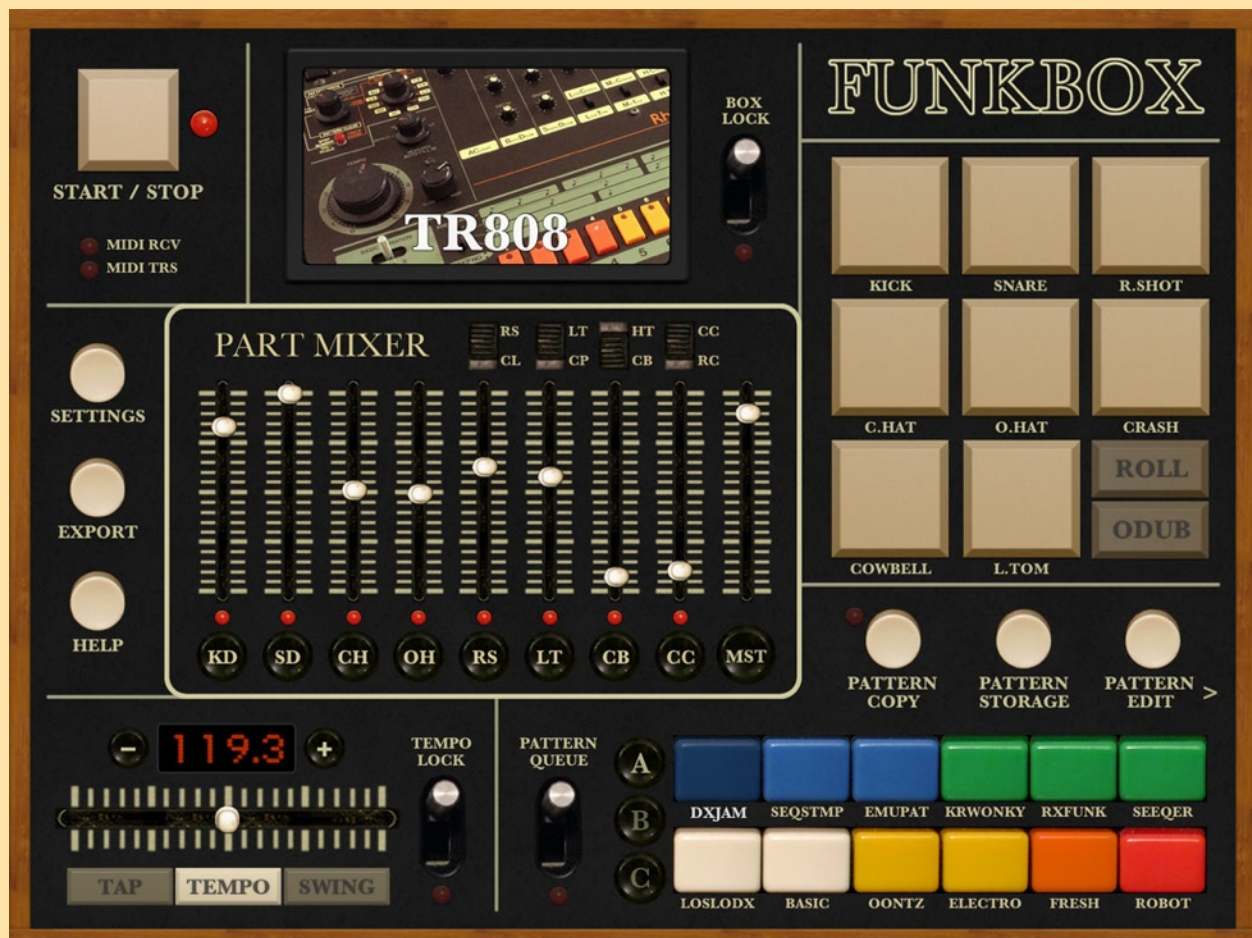 FUNKBOX
START / STOP
MIDI RCV
MIDI TRS
TR808
BOX
LOCK
KICK
SNARE
R.SHOT
C.HAT
O.HAT
CRASH
COWBELL
L.TOM
ROLL
ODUB
SETTINGS
EXPORT
HELP
PART MIXER
RS
CL
LT
CP
HT
CB
CC
RC
KD
SD
CH
OH
RS
LT
CB
CC
MST
PATTERN
COPY
PATTERN
STORAGE
PATTERN
EDIT >
-
119.3
+
TEMPO
LOCK
TAP
TEMPO
SWING
PATTERN
QUEUE
A
B
C
DXJAM
SEQSTMP
EMUPAT
KRWONKY
RXFUNK
SEEQER
LOSLODX
BASIC
OONTZ
ELECTRO
FRESH
ROBOT